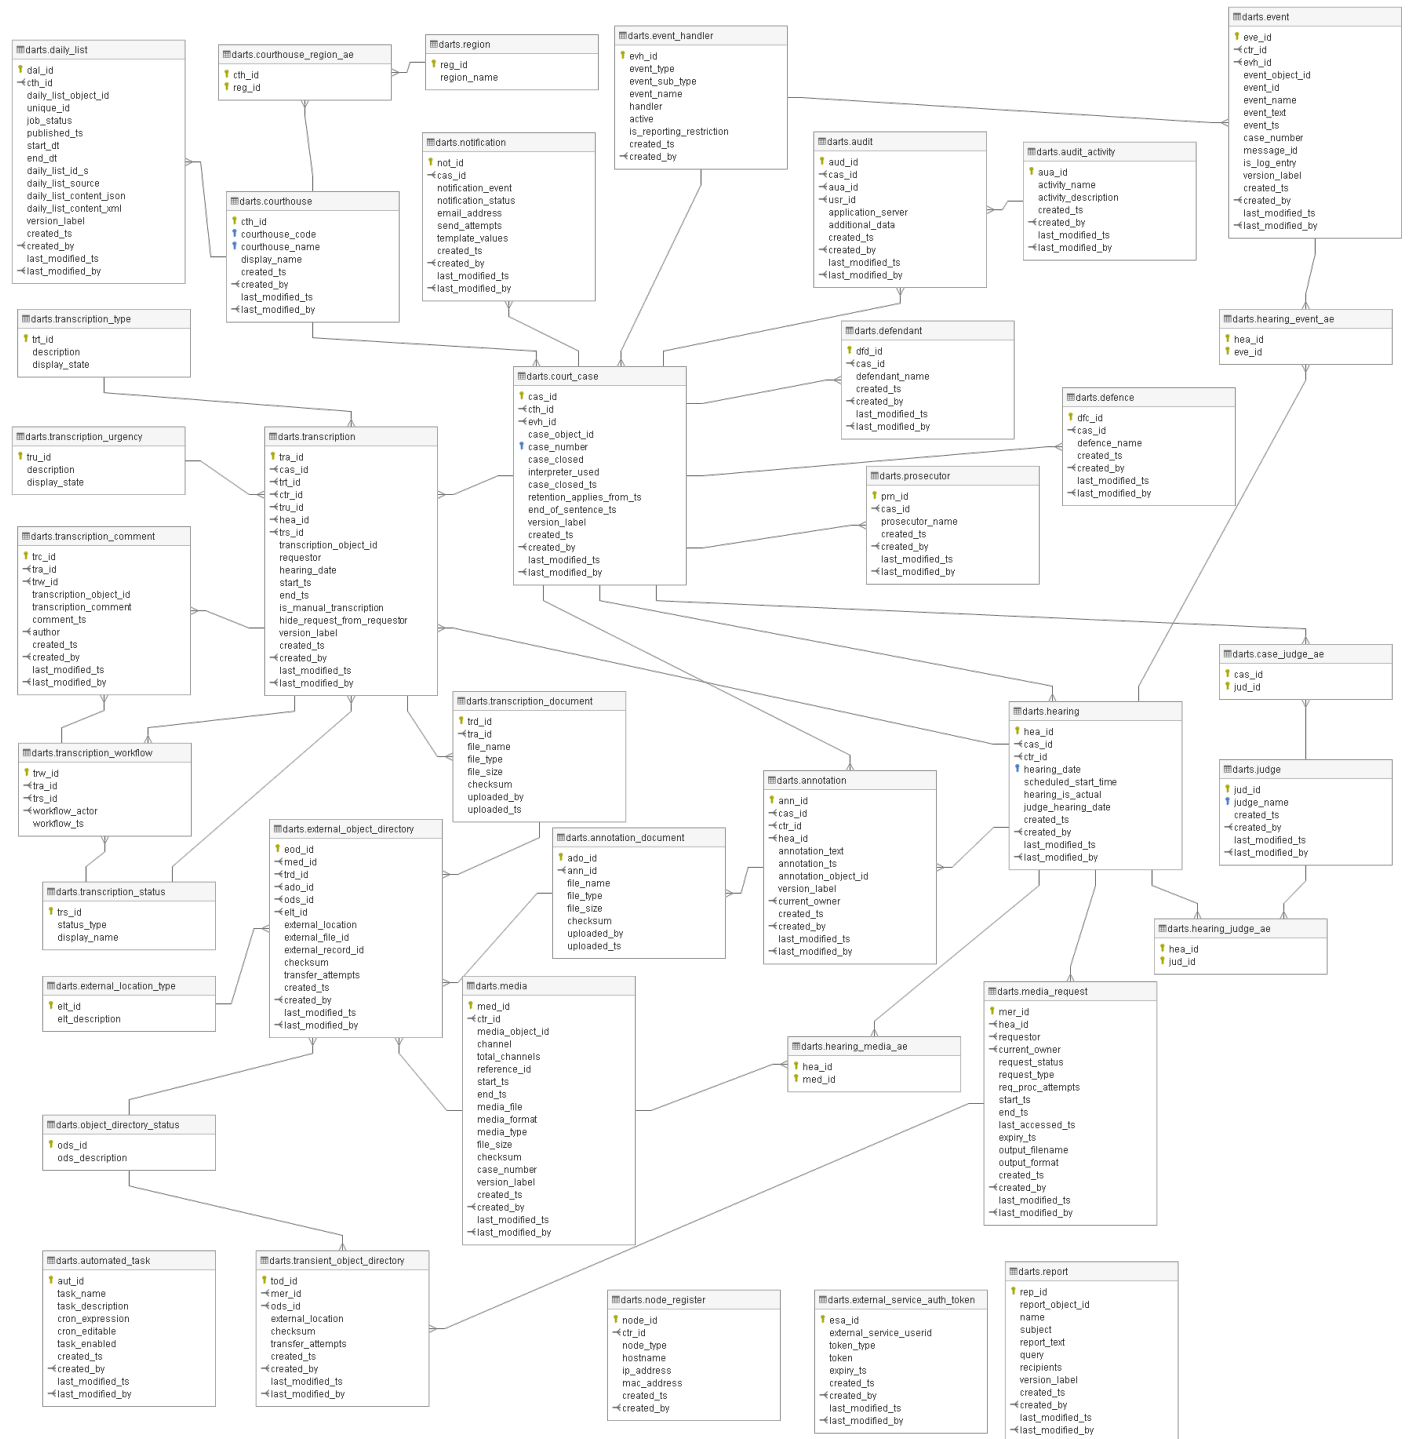 darts.daily_list
dal_id
cth_id
daily_list_object_id
unique_id
job_status
published_ts
start_dt
end_dt
daily_list_id_s
daily_list_source
daily_list_content_json
daily_list_content_xml
version_label
created_ts
created_by
last_modified_ts
last_modified_by
darts.courthouse_region_ae
cth_id
reg_id
darts.region
reg_id
region_name
darts.event_handler
evh_id
event_type
event_sub_type
event_name
handler
active
is_reporting_restriction
created_ts
created_by
darts.event
eve_id
ctr_id
evh_id
event_object_id
event_id
event_name
event_text
event_ts
case_number
message_id
is_log_entry
version_label
created_ts
created_by
last_modified_ts
last_modified_by
darts.notification
not_id
cas_id
notification_event
notification_status
email_address
send_attempts
template_values
created_ts
created_by
last_modified_ts
last_modified_by
darts.audit
aud_id
cas_id
aua_id
usr_id
application_server
additional_data
created_ts
created_by
last_modified_ts
last_modified_by
darts.audit_activity
aua_id
activity_name
activity_description
created_ts
created_by
last_modified_ts
last_modified_by
darts.courthouse
cth_id
courthouse_code
courthouse_name
display_name
created_ts
created_by
last_modified_ts
last_modified_by
darts.transcription_type
trt_id
description
display_state
darts.defendant
dfd_id
cas_id
defendant_name
created_ts
created_by
last_modified_ts
last_modified_by
darts.hearing_event_ae
hea_id
eve_id
darts.court_case
cas_id
cth_id
evh_id
case_object_id
case_number
case_closed
interpreter_used
case_closed_ts
retention_applies_from_ts
end_of_sentence_ts
version_label
created_ts
created_by
last_modified_ts
last_modified_by
darts.defence
dfc_id
cas_id
defence_name
created_ts
created_by
last_modified_ts
last_modified_by
darts.transcription_urgency
tru_id
description
display_state
darts.transcription
tra_id
cas_id
trt_id
ctr_id
tru_id
hea_id
trs_id
transcription_object_id
requestor
hearing_date
start_ts
end_ts
is_manual_transcription
hide_request_from_requestor
version_label
created_ts
created_by
last_modified_ts
last_modified_by
darts.prosecutor
prn_id
cas_id
prosecutor_name
created_ts
created_by
last_modified_ts
last_modified_by
darts.transcription_comment
trc_id
tra_id
trw_id
transcription_object_id
transcription_comment
comment_ts
author
created_ts
created_by
last_modified_ts
last_modified_by
darts.case_judge_ae
cas_id
jud_id
darts.transcription_document
trd_id
tra_id
file_name
file_type
file_size
checksum
uploaded_by
uploaded_ts
darts.hearing
hea_id
cas_id
ctr_id
hearing_date
scheduled_start_time
hearing_is_actual
judge_hearing_date
created_ts
created_by
last_modified_ts
last_modified_by
darts.transcription_workflow
trw_id
tra_id
trs_id
workflow_actor
workflow_ts
darts.judge
jud_id
judge_name
created_ts
created_by
last_modified_ts
last_modified_by
darts.annotation
ann_id
cas_id
ctr_id
hea_id
annotation_text
annotation_ts
annotation_object_id
version_label
current_owner
created_ts
created_by
last_modified_ts
last_modified_by
darts.external_object_directory
eod_id
med_id
trd_id
ado_id
ods_id
elt_id
external_location
external_file_id
external_record_id
checksum
transfer_attempts
created_ts
created_by
last_modified_ts
last_modified_by
darts.annotation_document
ado_id
ann_id
file_name
file_type
file_size
checksum
uploaded_by
uploaded_ts
darts.transcription_status
trs_id
status_type
display_name
darts.hearing_judge_ae
hea_id
jud_id
darts.external_location_type
elt_id
elt_description
darts.media
med_id
ctr_id
media_object_id
channel
total_channels
reference_id
start_ts
end_ts
media_file
media_format
media_type
file_size
checksum
case_number
version_label
created_ts
created_by
last_modified_ts
last_modified_by
darts.media_request
mer_id
hea_id
requestor
current_owner
request_status
request_type
req_proc_attempts
start_ts
end_ts
last_accessed_ts
expiry_ts
output_filename
output_format
created_ts
created_by
last_modified_ts
last_modified_by
darts.hearing_media_ae
hea_id
med_id
darts.object_directory_status
ods_id
ods_description
darts.automated_task
aut_id
task_name
task_description
cron_expression
cron_editable
task_enabled
created_ts
created_by
last_modified_ts
last_modified_by
darts.transient_object_directory
tod_id
mer_id
ods_id
external_location
checksum
transfer_attempts
created_ts
created_by
last_modified_ts
last_modified_by
darts.node_register
node_id
ctr_id
node_type
hostname
ip_address
mac_address
created_ts
created_by
darts.external_service_auth_token
esa_id
external_service_userid
token_type
token
expiry_ts
created_ts
created_by
last_modified_ts
last_modified_by
darts.report
rep_id
report_object_id
name
subject
report_text
query
recipients
version_label
created_ts
created_by
last_modified_ts
last_modified_by